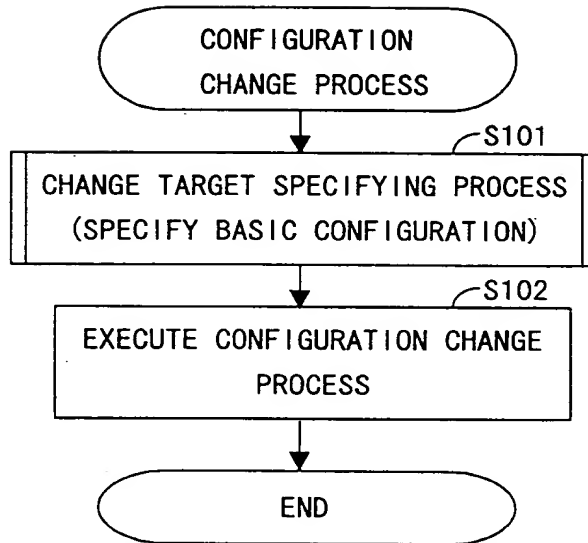 CONFIGURATION
CHANGE PROCESS
S101
CHANGE TARGET SPECIFYING PROCESS
(SPECIFY BASIC CONFIGURATION)
S102
EXECUTE CONFIGURATION CHANGE
PROCESS
END